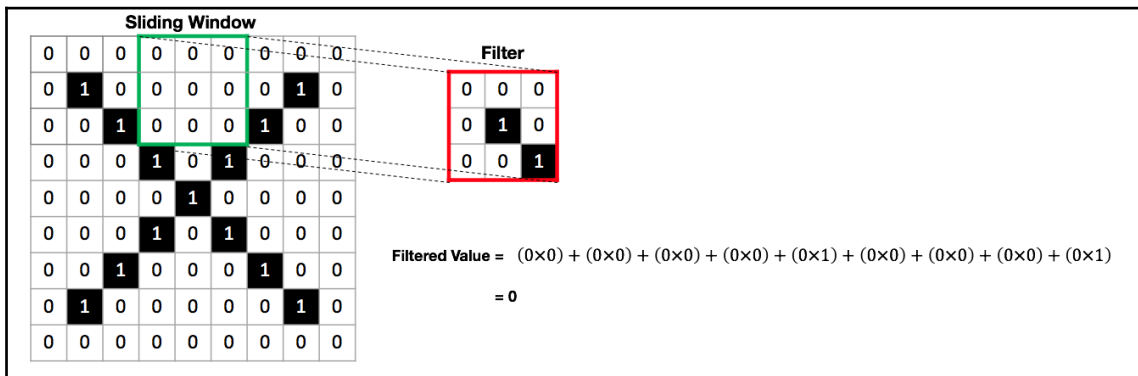 Sliding Window
0 0 0 0 0 0 0 0 0
0 1 0 0 0 0 0 1 0
0 0 1 0 0 0 1 0 0
0 0 0 1 0 1 0 0 0
0 0 0 0 1 0 0 0 0
0 0 0 1 0 1 0 0 0
0 0 1 0 0 0 1 0 0
0 1 0 0 0 0 0 1 0
0 0 0 0 0 0 0 0 0
Filter
0 0 0
0 1 0
0 0 1
Filtered Value = (0×0) + (0×0) + (0×0) + (0×0) + (0×1) + (0×0) + (0×0) + (0×0) + (0×1)
= 0